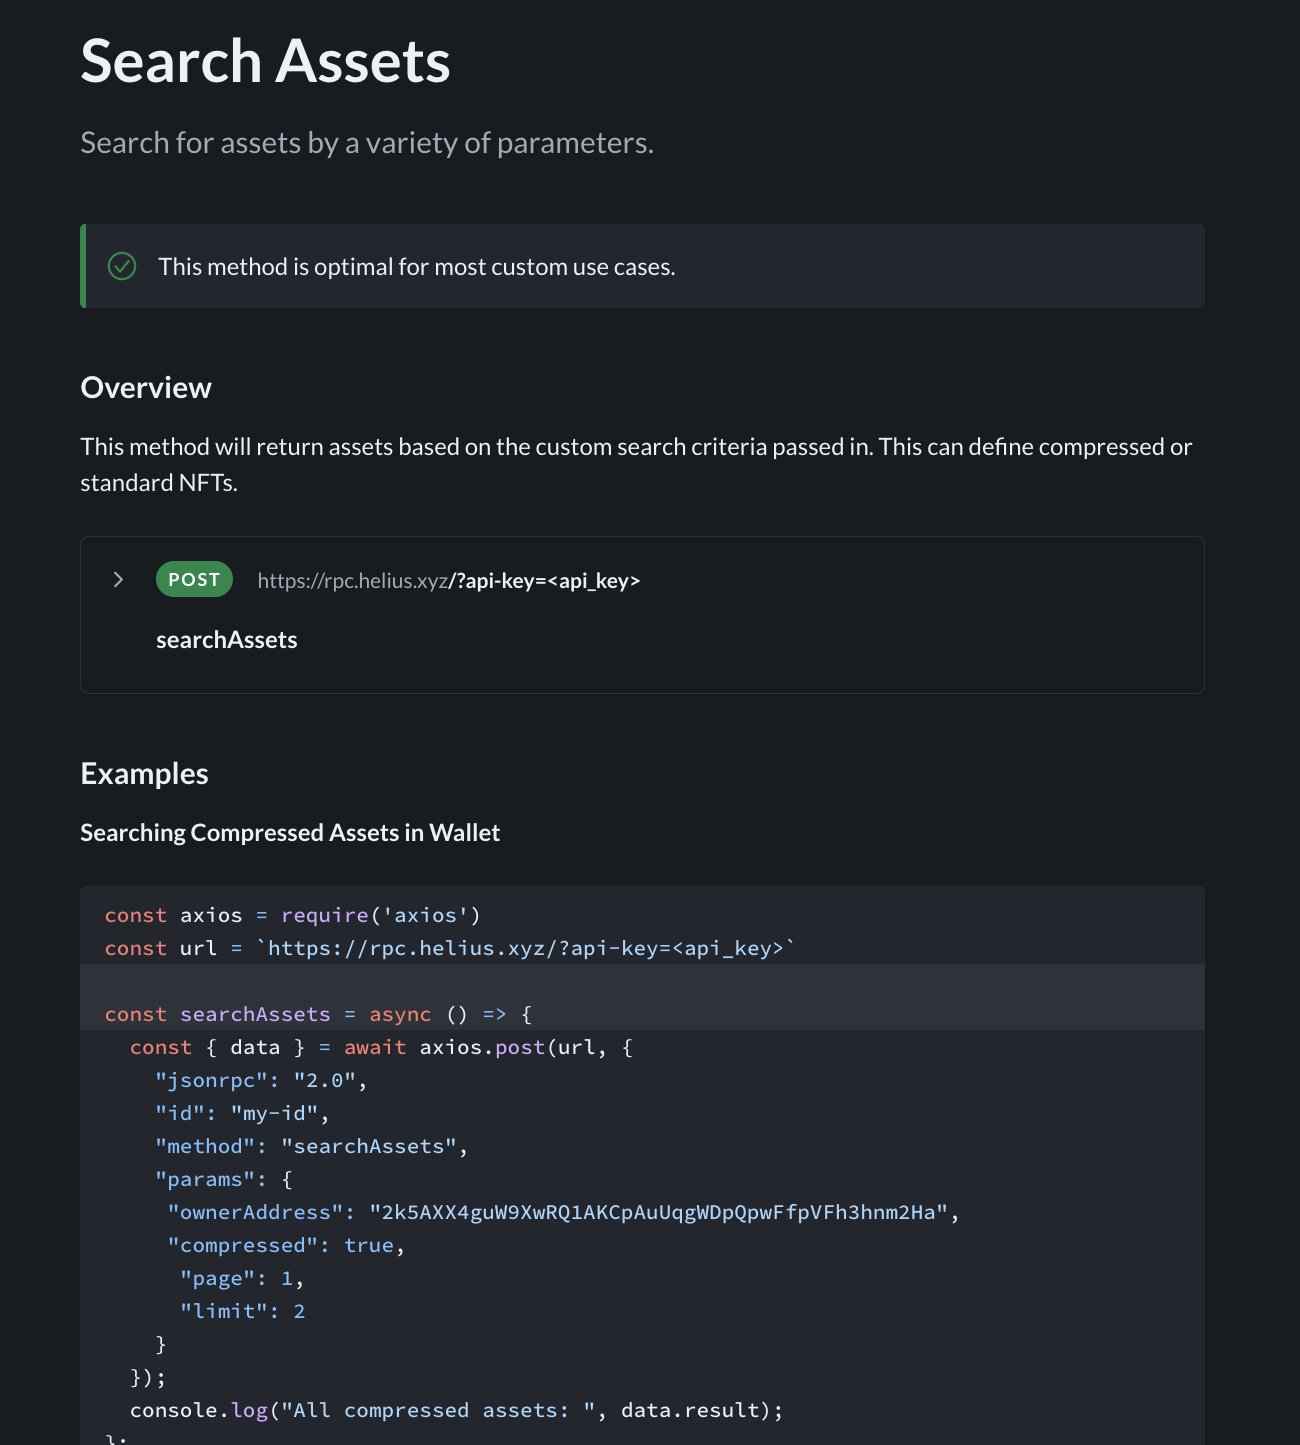 Search Assets
Search for assets by a variety of parameters.
This method is optimal for most custom use cases.
Overview
This method will return assets based on the custom search criteria passed in. This can define compressed or
standard NFTs.
POST https://rpc.helius.xyz/?api-key=<api_key>
searchAssets
Examples
Searching Compressed Assets in Wallet
const axios = require('axios')
const url = `https://rpc.helius.xyz/?api-key=<api_key>`
const searchAssets = async () => {
  const { data } = await axios.post(url, {
    "jsonrpc": "2.0",
    "id": "my-id",
    "method": "searchAssets",
    "params": {
     "ownerAddress": "2k5AXX4guW9XwRQ1AKCpAuUqgWDpQpwFfpVFh3hnm2Ha",
     "compressed": true,
      "page": 1,
      "limit": 2
    }
  });
  console.log("All compressed assets: ", data.result);
};